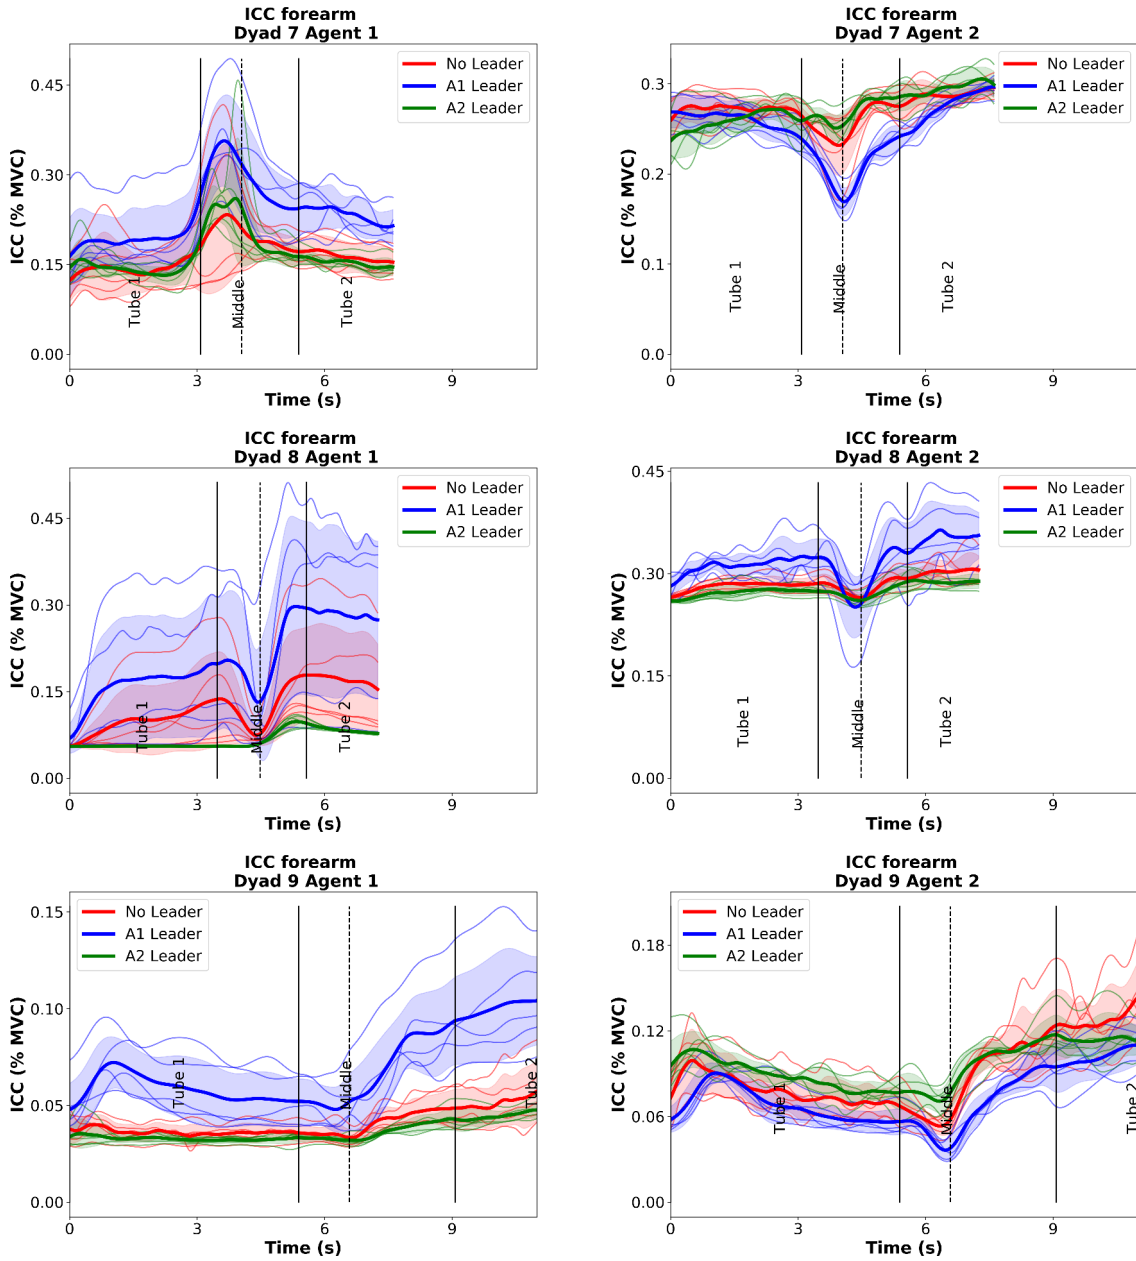 ICC forearm
Dyad 7 Agent 1
No Leader
A1 Leader
A2 Leader
0.45
0.30
0.15
0.00
ICC (% MVC)
Tube 1
Middle
Tube 2
0
3
6
9
Time (s)
ICC forearm
Dyad 7 Agent 2
No Leader
A1 Leader
A2 Leader
0.3
0.2
0.1
0.0
ICC (% MVC)
Tube 1
Middle
Tube 2
0
3
6
9
Time (s)
ICC forearm
Dyad 8 Agent 1
No Leader
A1 Leader
A2 Leader
0.45
0.30
0.15
0.00
ICC (% MVC)
Tube 1
Middle
Tube 2
0
3
6
9
Time (s)
ICC forearm
Dyad 8 Agent 2
No Leader
A1 Leader
A2 Leader
0.45
0.30
0.15
0.00
ICC (% MVC)
Tube 1
Middle
Tube 2
0
3
6
9
Time (s)
ICC forearm
Dyad 9 Agent 1
No Leader
A1 Leader
A2 Leader
0.15
0.10
0.05
0.00
ICC (% MVC)
Tube 1
Middle
Tube 2
0
3
6
9
Time (s)
ICC forearm
Dyad 9 Agent 2
No Leader
A1 Leader
A2 Leader
0.18
0.12
0.06
0.00
ICC (% MVC)
Tube 1
Middle
Tube 2
0
3
6
9
Time (s)